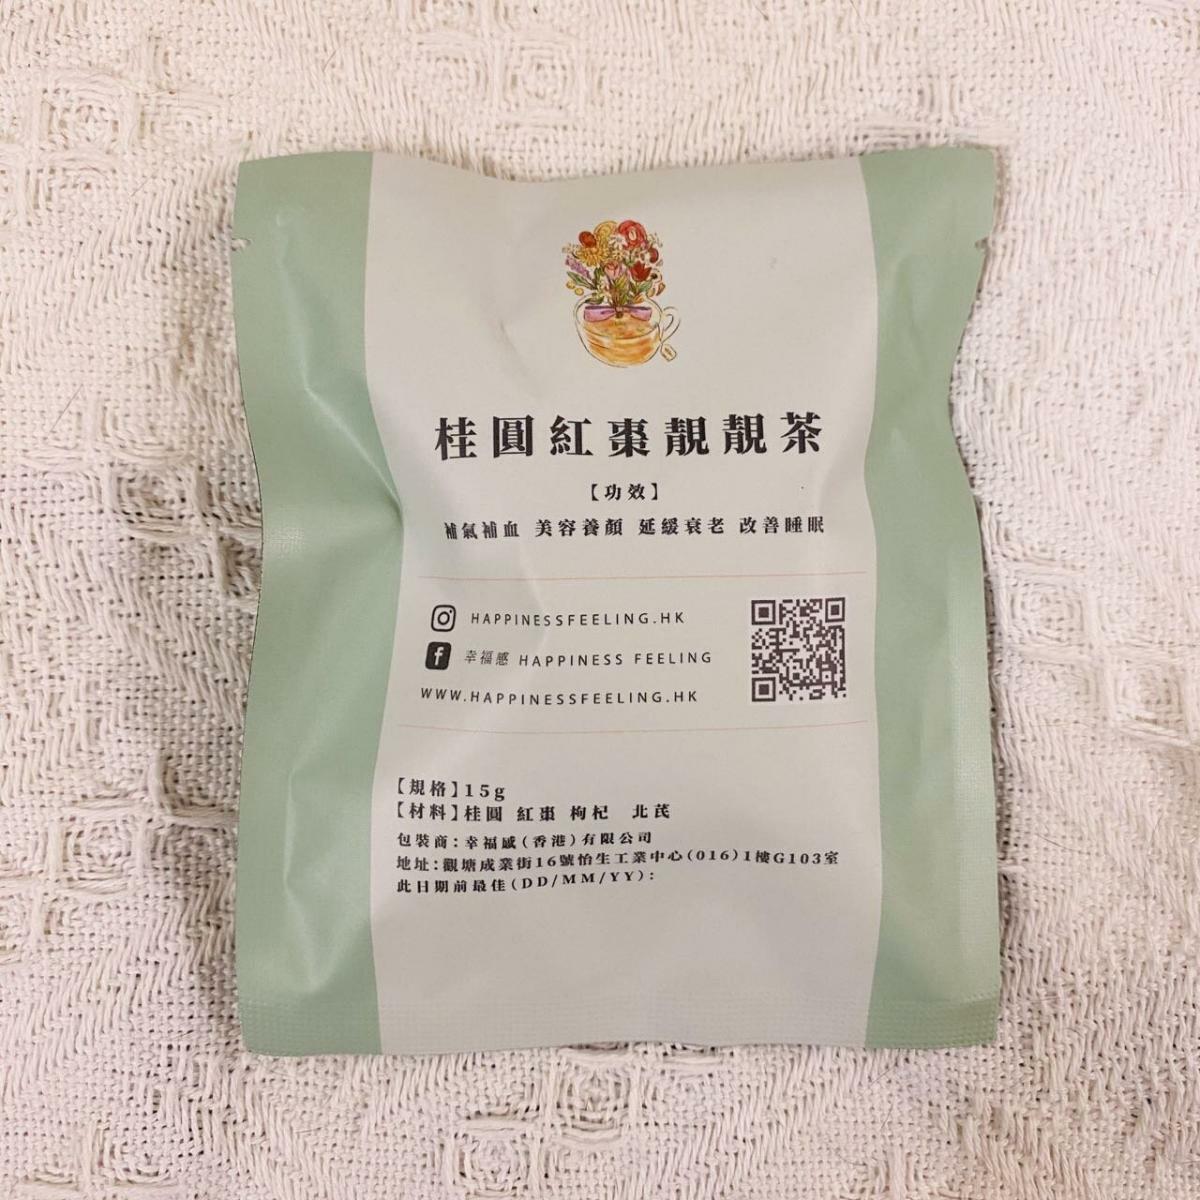 桂圓紅棗靚靚茶
【功效】
補氣補血 美容養顏 延緩衰老 改善睡眠
HAPPINESSFEELING.HK
幸福感 HAPPINESS FEELING
WWW.HAPPINESSFEELING.HK
【規格】15g
【材料】桂圓 紅棗 枸杞 北芪
包裝商：幸福感（香港）有限公司
地址：觀塘成業街16號怡生工業中心（016）1樓G103室
此日期前最佳（DD/MM/YY）：